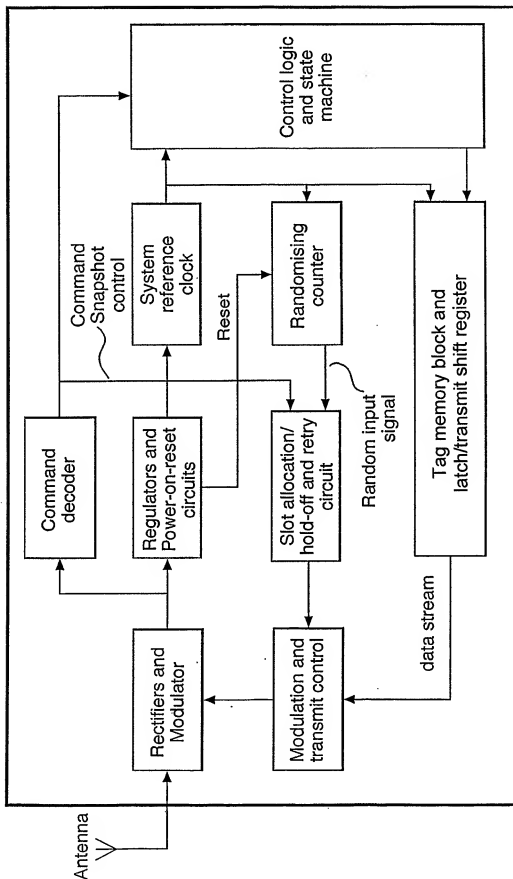 Antenna
Rectifiers and
Modulator
Command
decoder
Regulators and
Power-on-reset
circuits
System
reference
clock
Control logic
and state
machine
Command
Snapshot
control
Reset
Modulation and
transmit control
Slot allocation/
hold-off and retry
circuit
Randomising
counter
Random input
signal
data stream
Tag memory block and
latch/transmit shift register